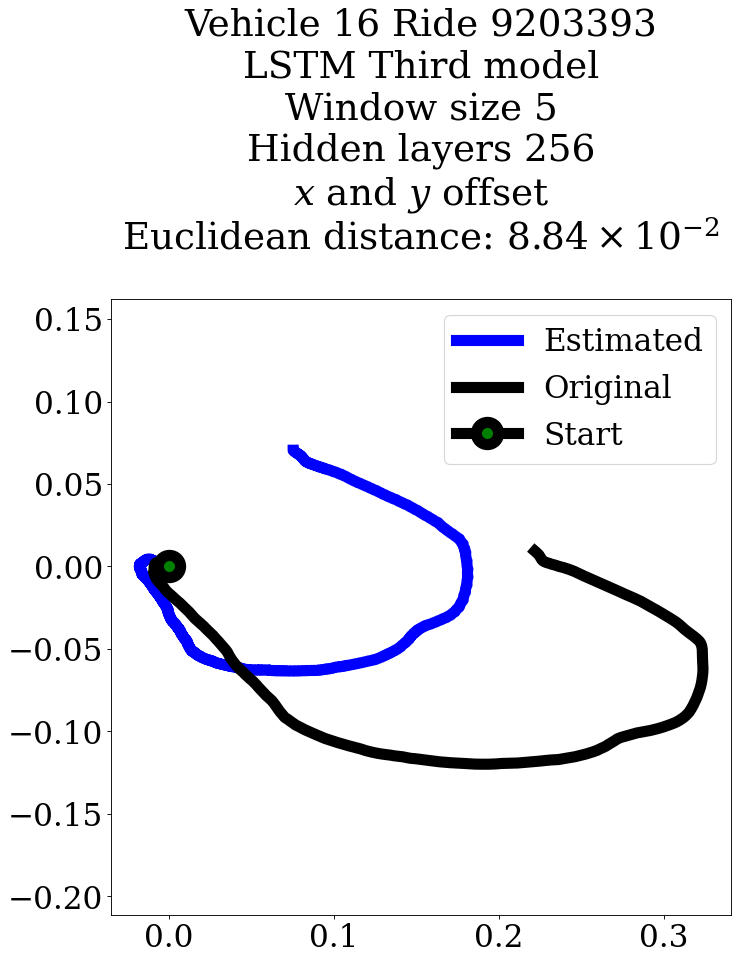 Vehicle 16 Ride 9203393
LSTM Third model
Window size 5
Hidden layers 256
x and y offset
Euclidean distance: 8.84 × 10⁻²
Estimated
Original
Start
0.15
0.10
0.05
0.00
−0.05
−0.10
−0.15
−0.20
0.0 0.1 0.2 0.3